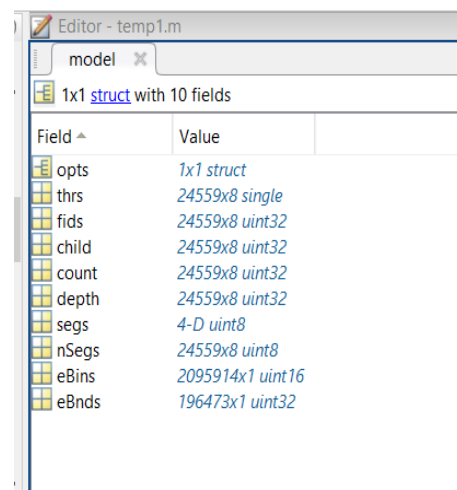 Editor - temp1.m
model
1x1 struct with 10 fields
Field Value
opts 1x1 struct
thrs 24559x8 single
fids 24559x8 uint32
child 24559x8 uint32
count 24559x8 uint32
depth 24559x8 uint32
segs 4-D uint8
nSegs 24559x8 uint8
eBins 2095914x1 uint16
eBnds 196473x1 uint32